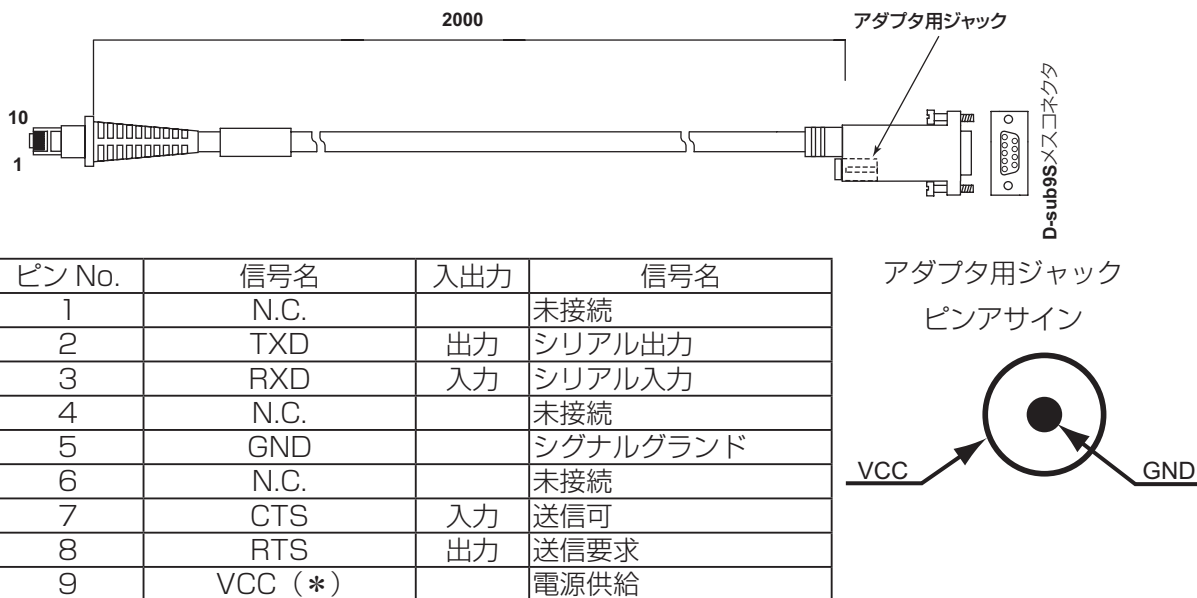 2000
アダプタ用ジャック
10
1
D-sub9Sメスコネクタ
ピン No. 信号名 入出力 信号名
1 N.C. 未接続
2 TXD 出力 シリアル出力
3 RXD 入力 シリアル入力
4 N.C. 未接続
5 GND シグナルグランド
6 N.C. 未接続
7 CTS 入力 送信可
8 RTS 出力 送信要求
9 VCC（*） 電源供給
アダプタ用ジャック
ピンアサイン
VCC
GND